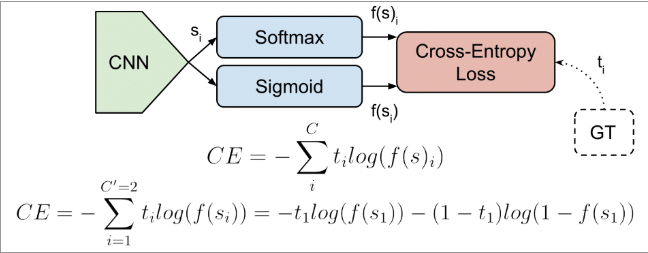 CNN
s_i
Softmax
f(s)_i
Sigmoid
f(s_i)
Cross-Entropy
Loss
t_i
GT
CE = -\sum_{i}^{C} t_i log(f(s)_i)
CE = -\sum_{i=1}^{C'=2} t_i log(f(s_i)) = -t_1 log(f(s_1)) - (1 - t_1) log(1 - f(s_1))